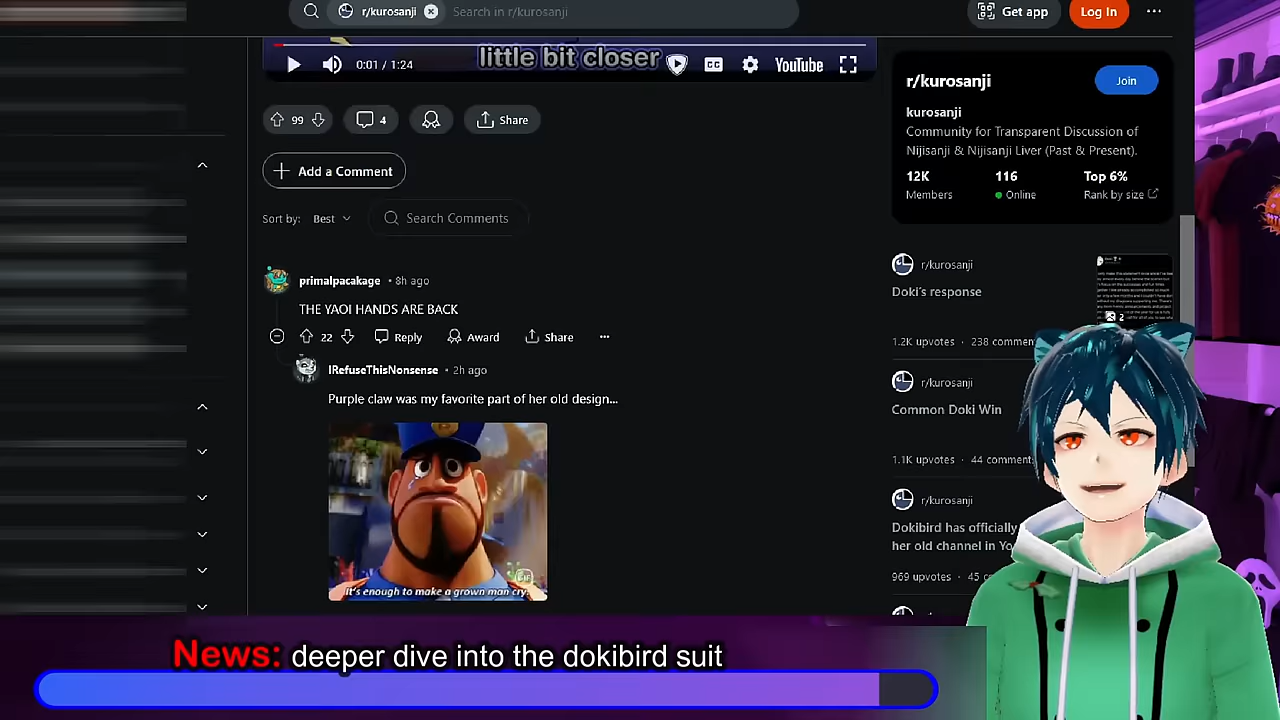 r/kurosanji
Search in r/kurosanji
Get app
Log In
0:01 / 1:24
little bit closer
CC
YouTube
99
4
Share
Add a Comment
Sort by:
Best
Search Comments
primalpacakage • 8h ago
THE YAOI HANDS ARE BACK
22
Reply
Award
Share
IRefuseThisNonsense • 2h ago
Purple claw was my favorite part of her old design...
GIF
It's enough to make a grown man cry.
r/kurosanji
Join
kurosanji
Community for Transparent Discussion of
Nijisanji & Nijisanji Liver (Past & Present).
12K
116
Top 6%
Members
Online
Rank by size
r/kurosanji
Doki's response
2
1.2K upvotes · 238 commen
r/kurosanji
Common Doki Win
1.1K upvotes · 44 comment
r/kurosanji
Dokibird has officially
her old channel in Yo
969 upvotes · 45 c
News: deeper dive into the dokibird suit